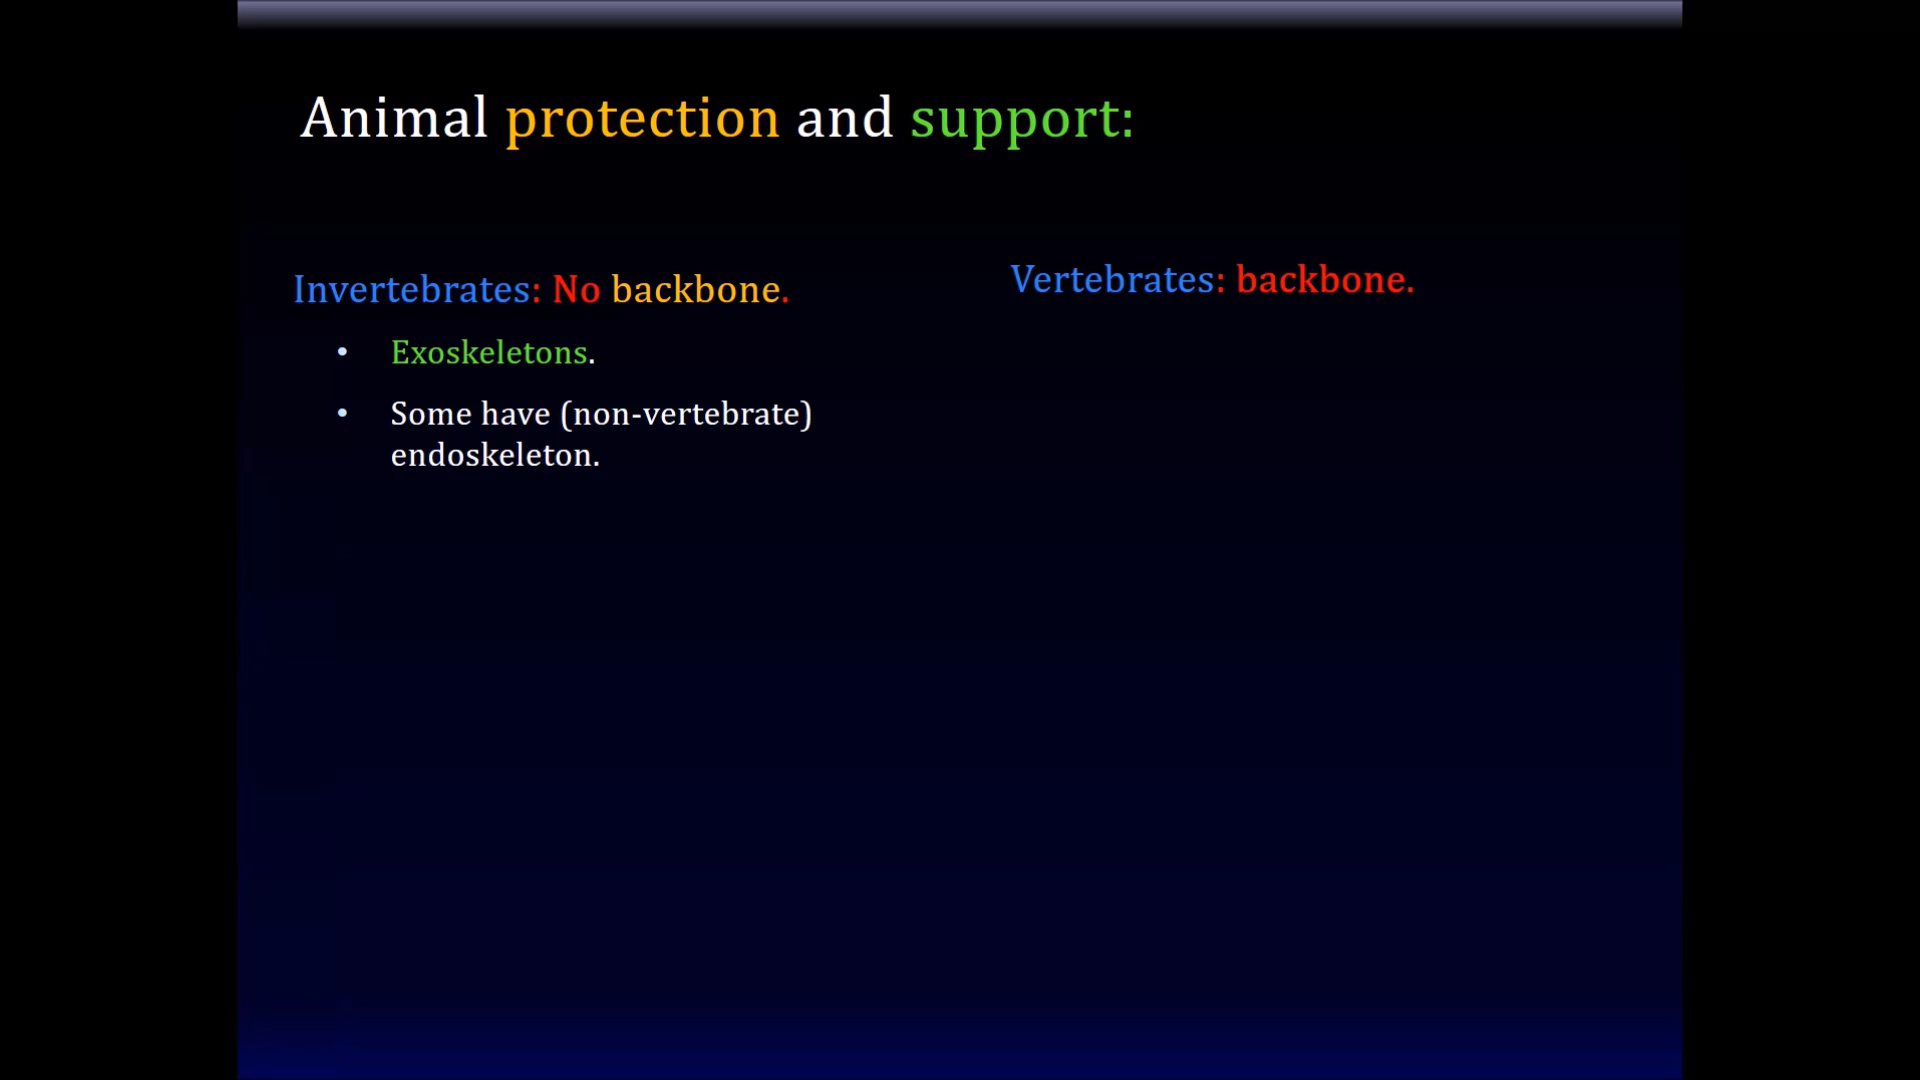 Animal protection and support:
Invertebrates: No backbone.
• Exoskeletons.
• Some have (non-vertebrate)
endoskeleton.
Vertebrates: backbone.